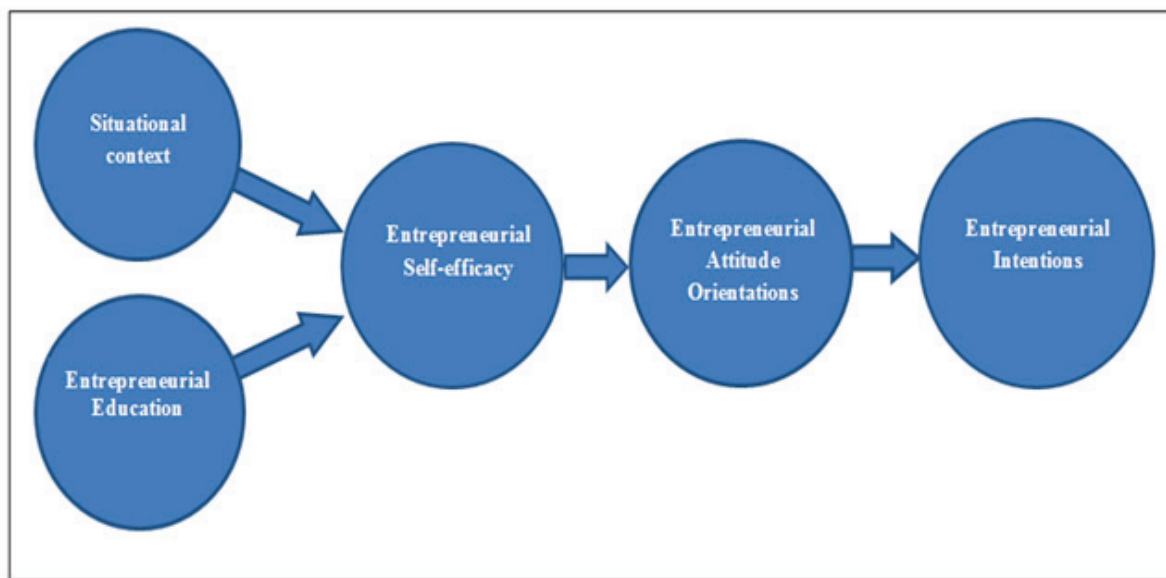 Situational
context
Entrepreneurial
Education
Entrepreneurial
Self-efficacy
Entrepreneurial
Attitude
Orientations
Entrepreneurial
Intentions